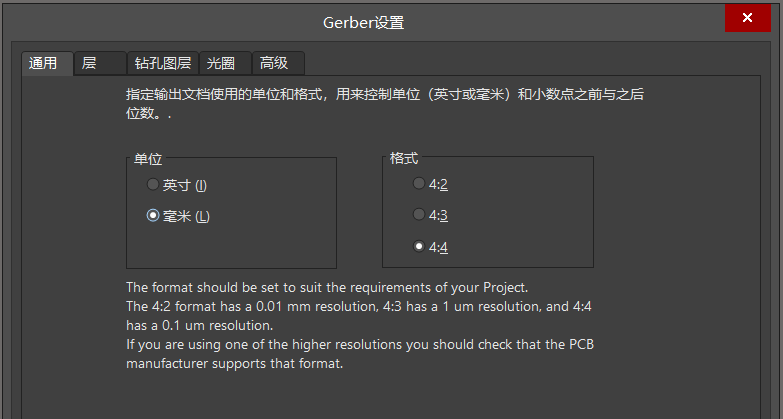 Gerber设置
通用 层 钻孔图层 光圈 高级
指定输出文档使用的单位和格式，用来控制单位（英寸或毫米）和小数点之前与之后
位数。.
单位 格式
英寸 (I) 4:2
毫米 (L) 4:3
4:4
The format should be set to suit the requirements of your Project.
The 4:2 format has a 0.01 mm resolution, 4:3 has a 1 um resolution, and 4:4
has a 0.1 um resolution.
If you are using one of the higher resolutions you should check that the PCB
manufacturer supports that format.